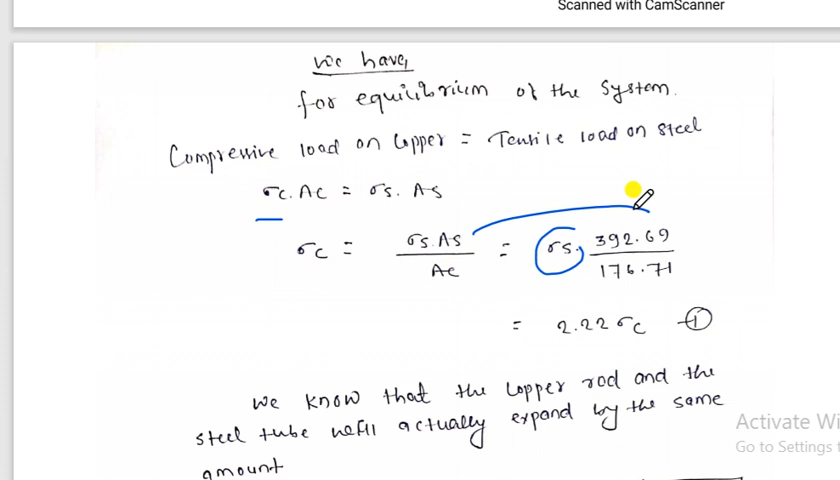 Scanned with CamScanner
We have,
for equilibrium of the system.
Compressive load on Copper = Tensile load on steel
σc. Ac = σs. As
σc = σs. As / Ac = σs. 392.69 / 176.71
= 2.22 σc ①
We know that the Copper rod and the
steel tube will actually expand by the same
amount
Activate Wi
Go to Settings t